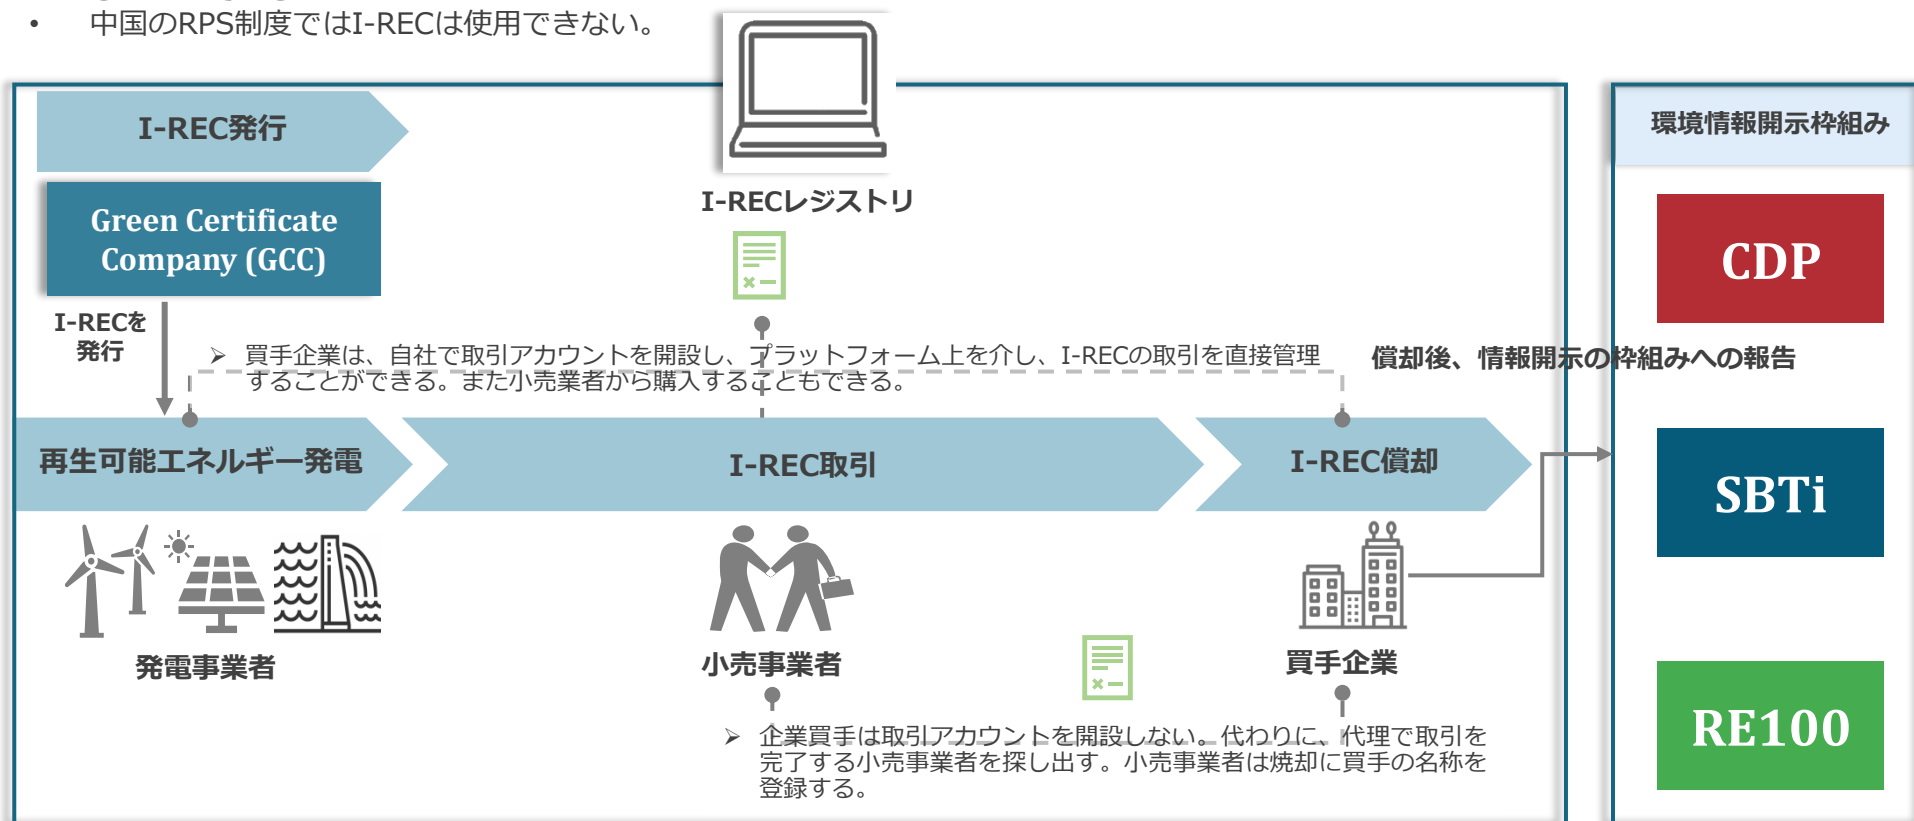 • 中国のRPS制度ではI-RECは使用できない。
I-REC発行
Green Certificate
Company (GCC)
I-RECを
発行
I-RECレジストリ
➢ 買手企業は、自社で取引アカウントを開設し、プラットフォーム上を介し、I-RECの取引を直接管理
することができる。また小売業者から購入することもできる。
再生可能エネルギー発電
I-REC取引
I-REC償却
発電事業者
小売事業者
買手企業
➢ 企業買手は取引アカウントを開設しない。代わりに、代理で取引を
完了する小売事業者を探し出す。小売事業者は焼却に買手の名称を
登録する。
償却後、情報開示の枠組みへの報告
環境情報開示枠組み
CDP
SBTi
RE100